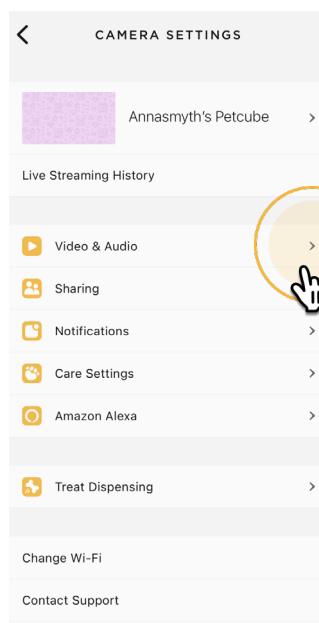 CAMERA SETTINGS
Annasmyth's Petcube
Live Streaming History
Video & Audio
Sharing
Notifications
Care Settings
Amazon Alexa
Treat Dispensing
Change Wi-Fi
Contact Support